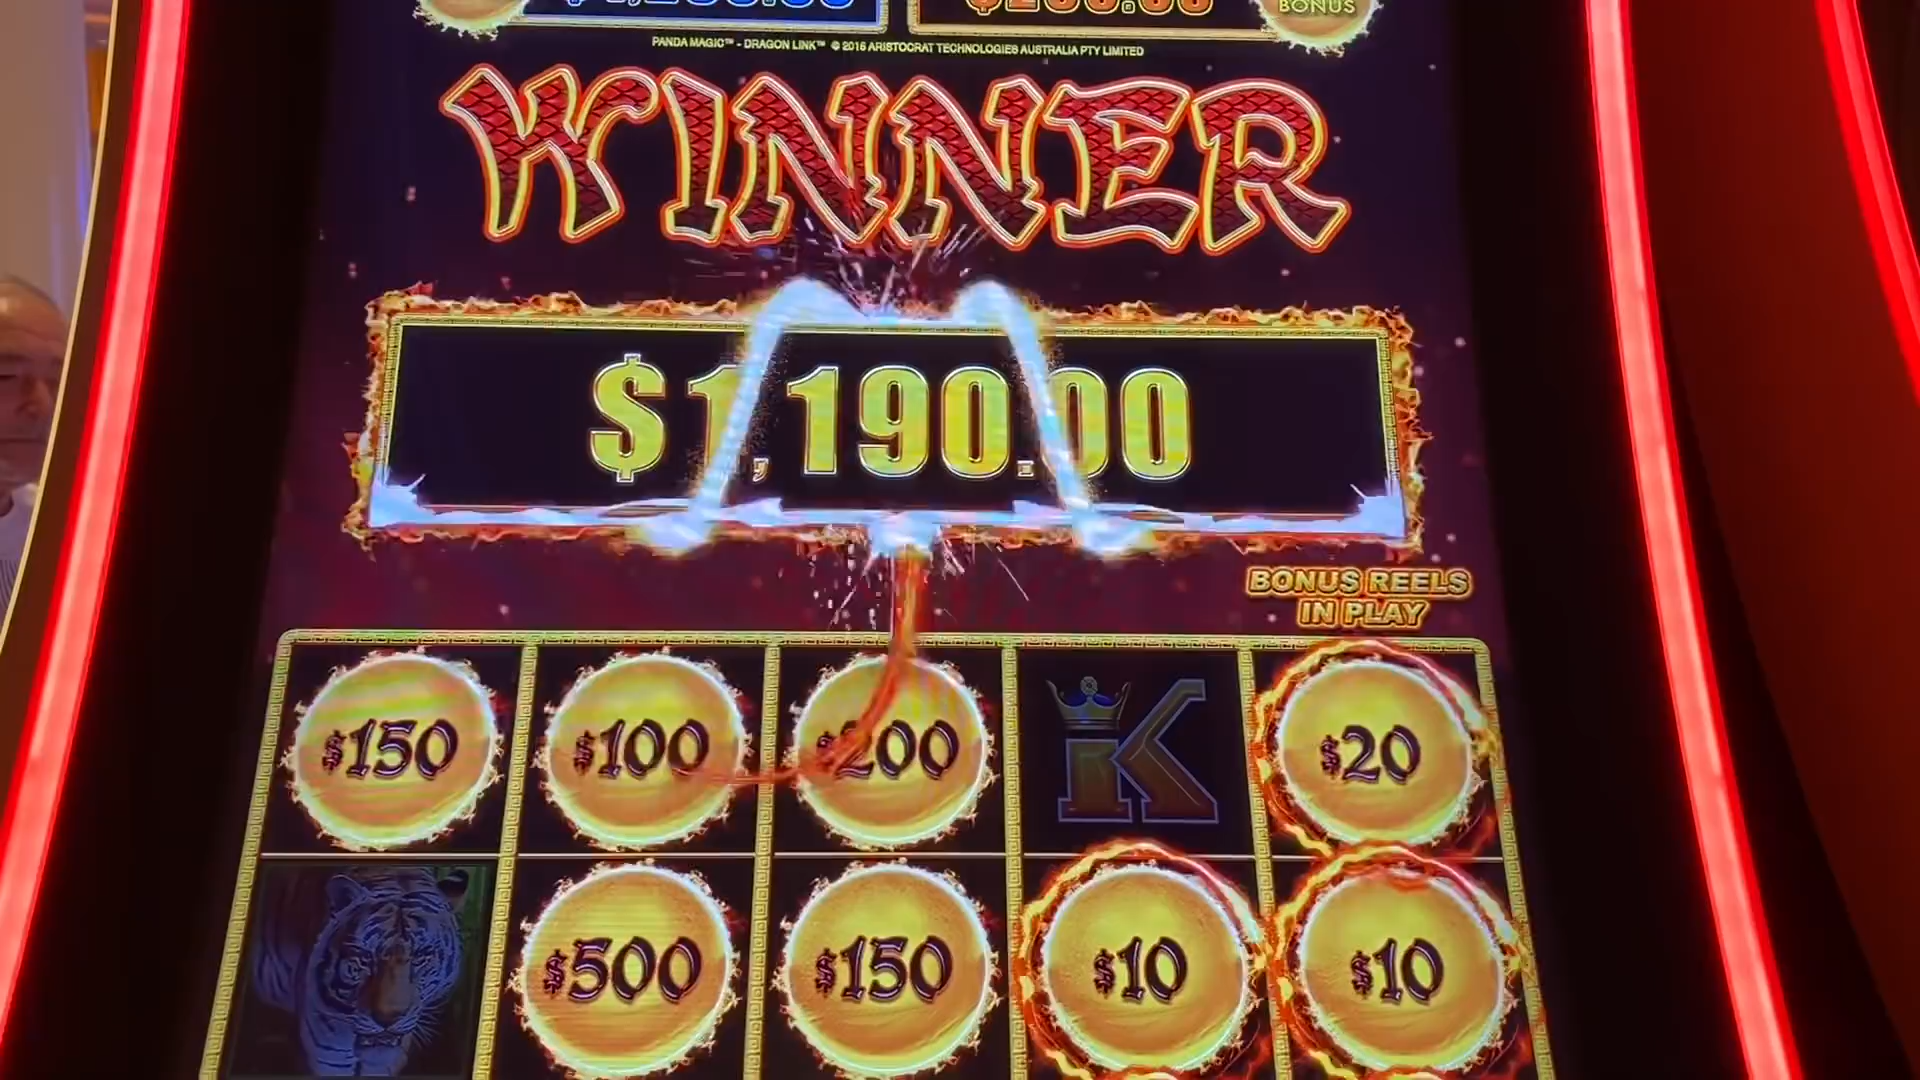 BONUS
PANDA MAGIC™ - DRAGON LINK™ © 2016 ARISTOCRAT TECHNOLOGIES AUSTRALIA PTY LIMITED
WINNER
$1,190.00
BONUS REELS
IN PLAY
$150 $100 $200 K $20
$500 $150 $10 $10